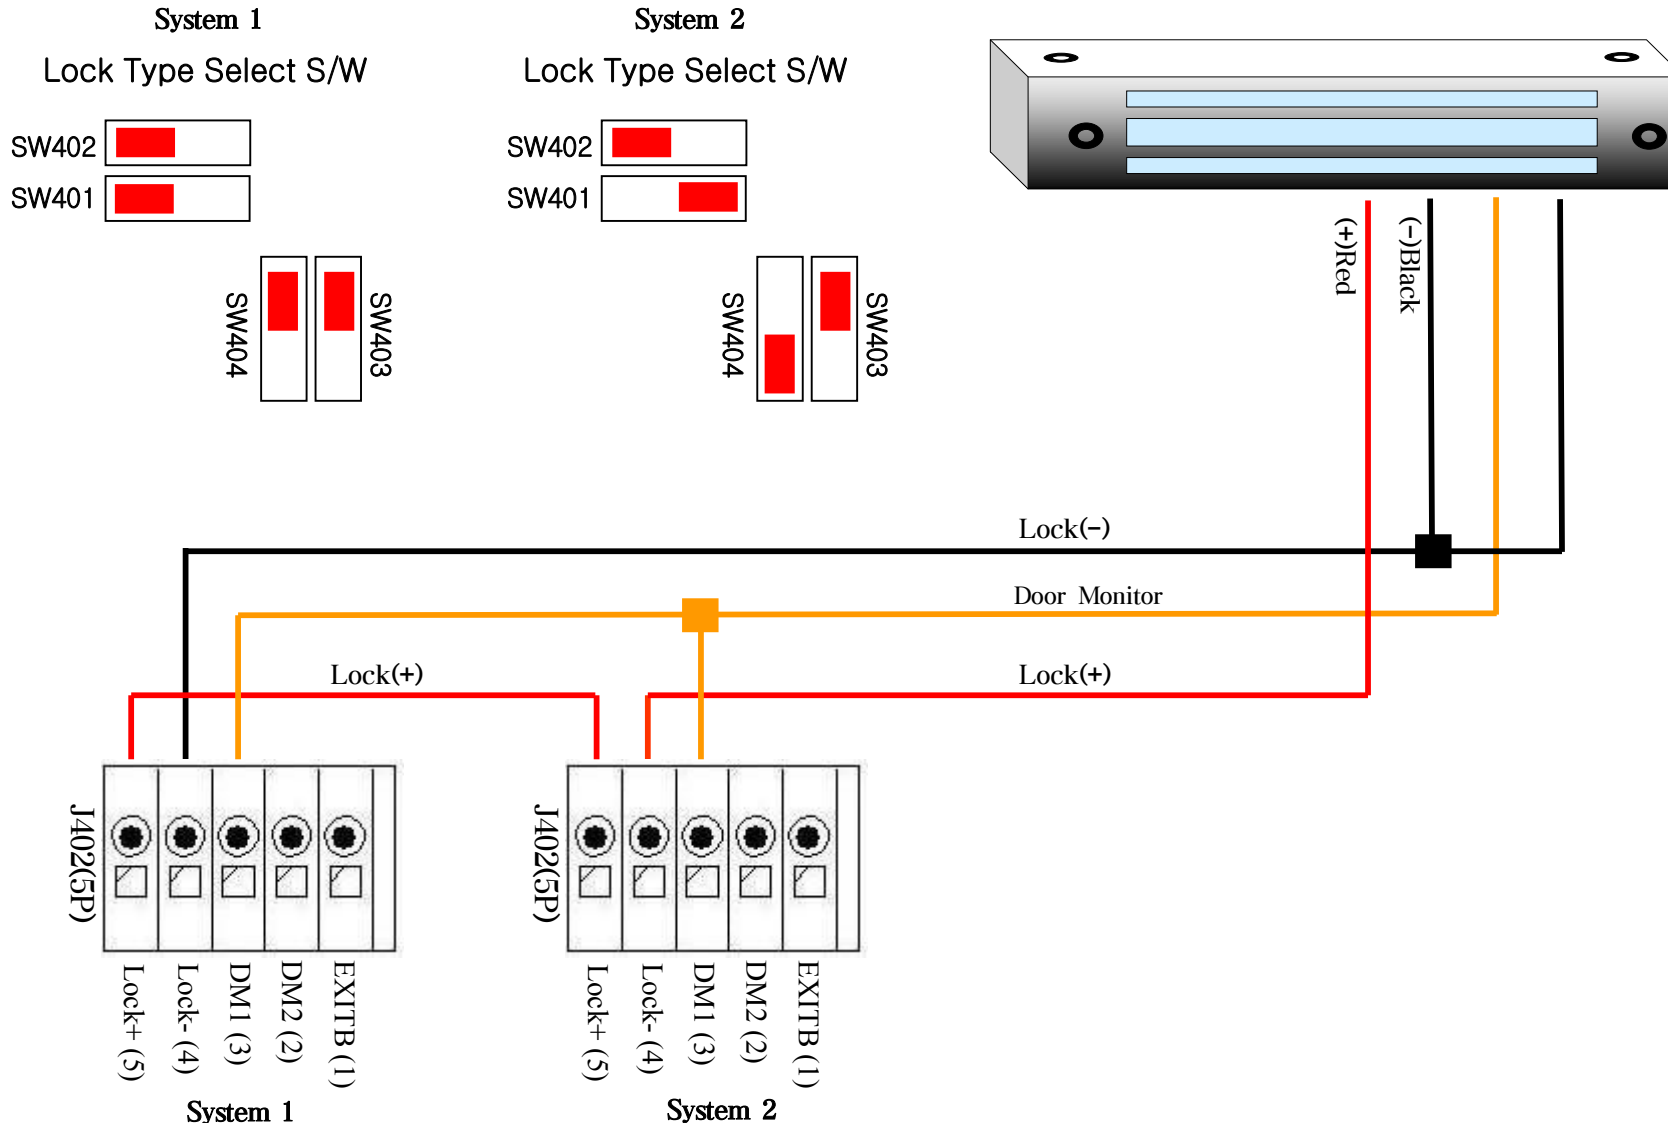 System 1
Lock Type Select S/W
SW402
SW401
SW404
SW403
System 2
Lock Type Select S/W
SW402
SW401
SW404
SW403
(+)Red
(-)Black
Lock(-)
Door Monitor
Lock(+)
Lock(+)
J402(5P)
Lock+ (5)
Lock- (4)
DM1 (3)
DM2 (2)
EXITB (1)
System 1
J402(5P)
Lock+ (5)
Lock- (4)
DM1 (3)
DM2 (2)
EXITB (1)
System 2